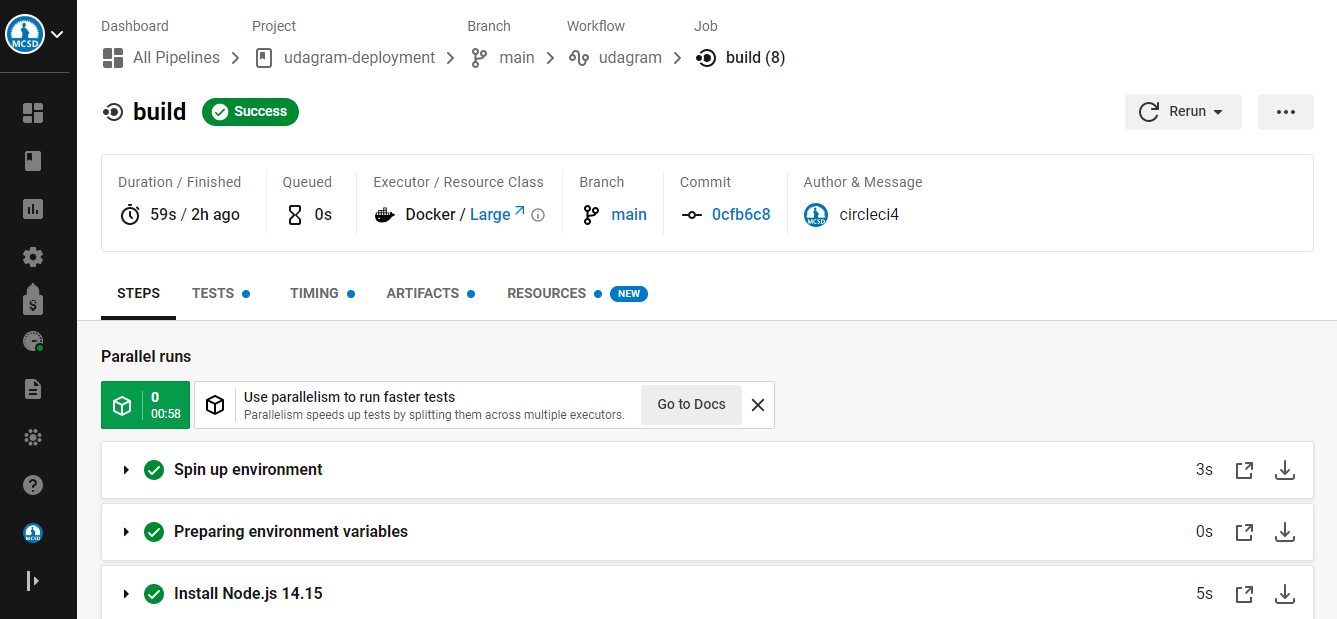 MCSD
Dashboard Project Branch Workflow Job
All Pipelines udagram-deployment main udagram build (8)
build Success Rerun
Duration / Finished Queued Executor / Resource Class Branch Commit Author & Message
59s / 2h ago 0s Docker / Large main 0cfb6c8 circleci4
STEPS TESTS TIMING ARTIFACTS RESOURCES NEW
Parallel runs
0
00:58
Use parallelism to run faster tests
Parallelism speeds up tests by splitting them across multiple executors.
Go to Docs
Spin up environment 3s
Preparing environment variables 0s
Install Node.js 14.15 5s